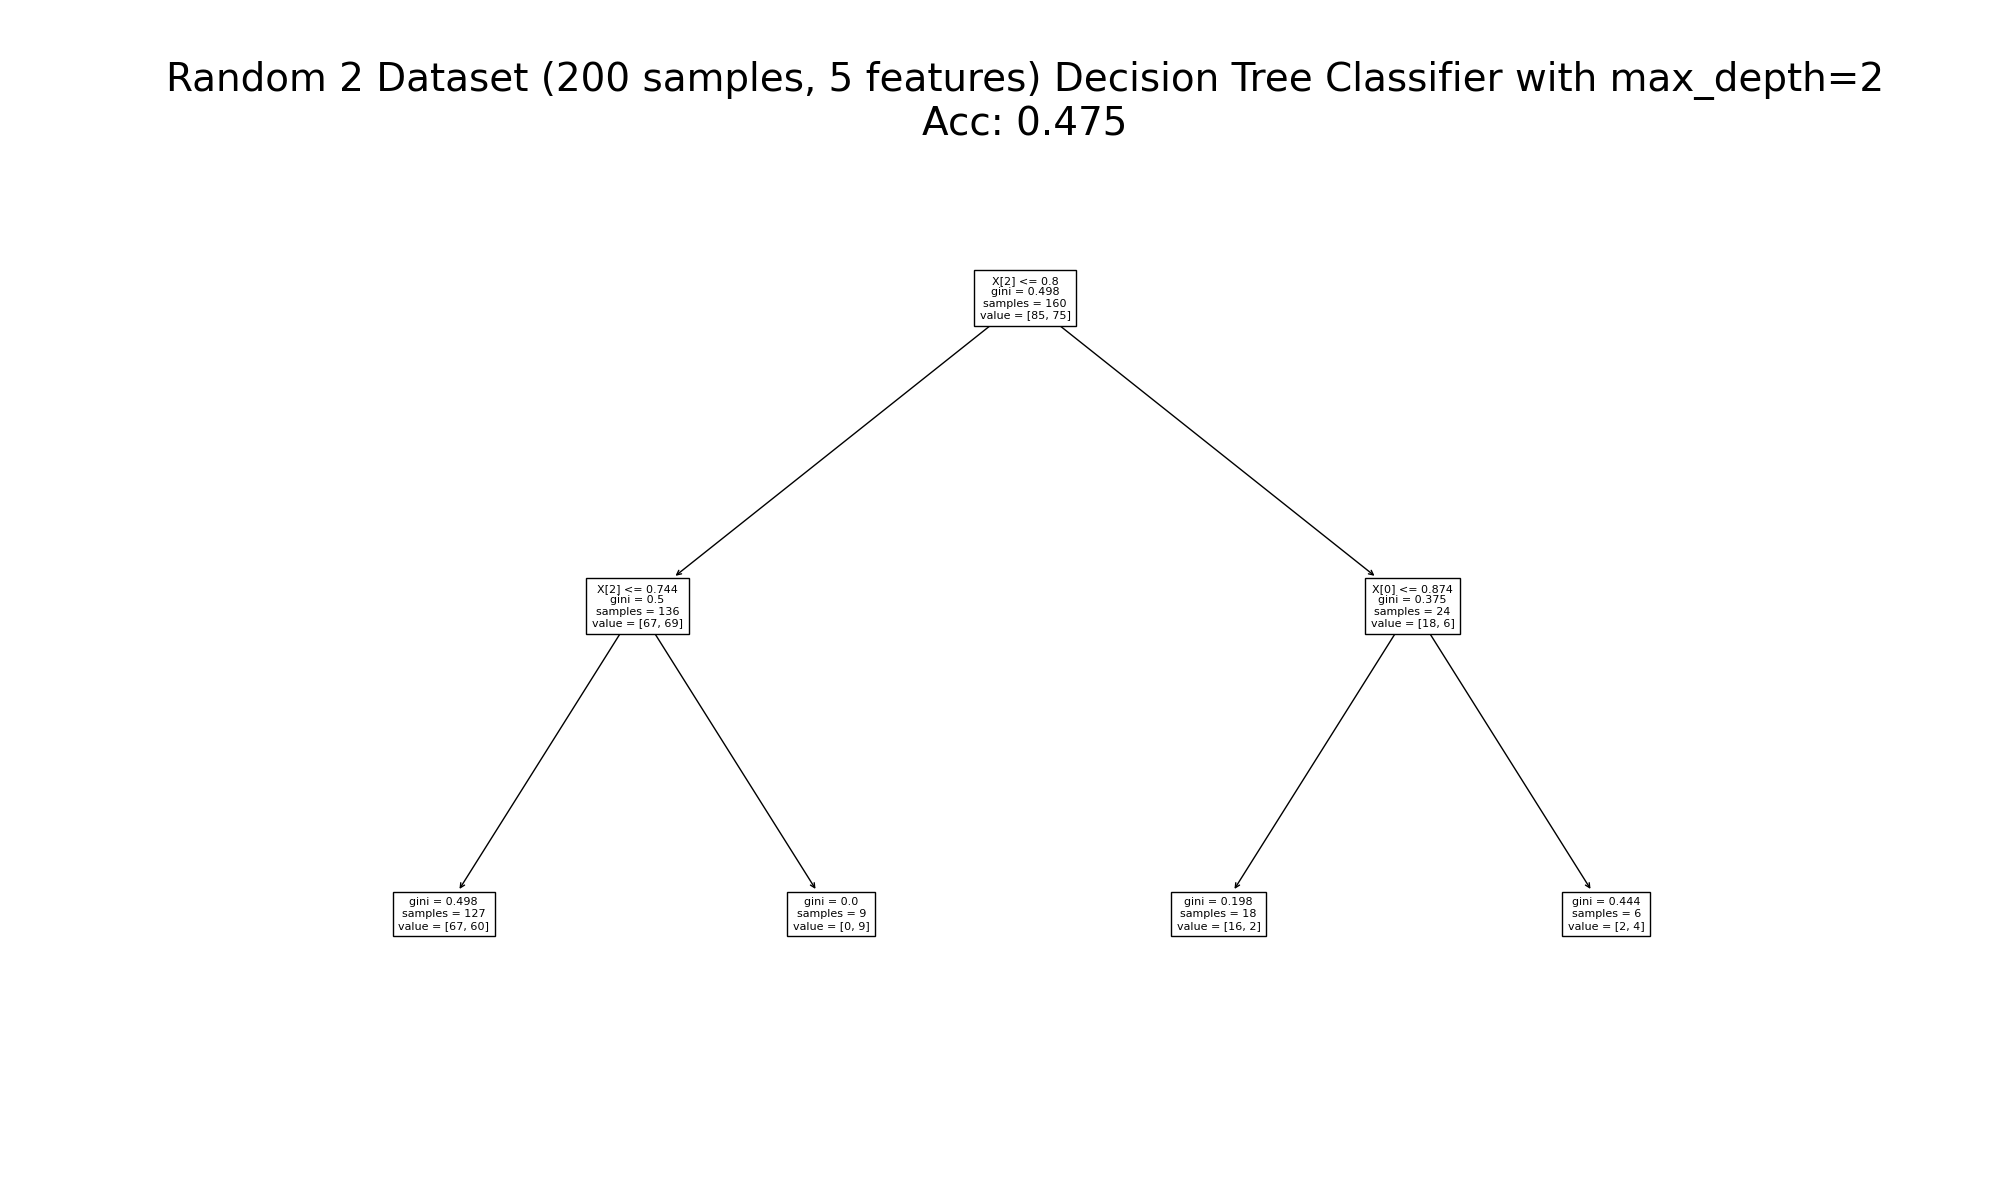 Random 2 Dataset (200 samples, 5 features) Decision Tree Classifier with max_depth=2
Acc: 0.475
X[2] <= 0.8
gini = 0.498
samples = 160
value = [85, 75]
X[2] <= 0.744
gini = 0.5
samples = 136
value = [67, 69]
X[0] <= 0.874
gini = 0.375
samples = 24
value = [18, 6]
gini = 0.498
samples = 127
value = [67, 60]
gini = 0.0
samples = 9
value = [0, 9]
gini = 0.198
samples = 18
value = [16, 2]
gini = 0.444
samples = 6
value = [2, 4]